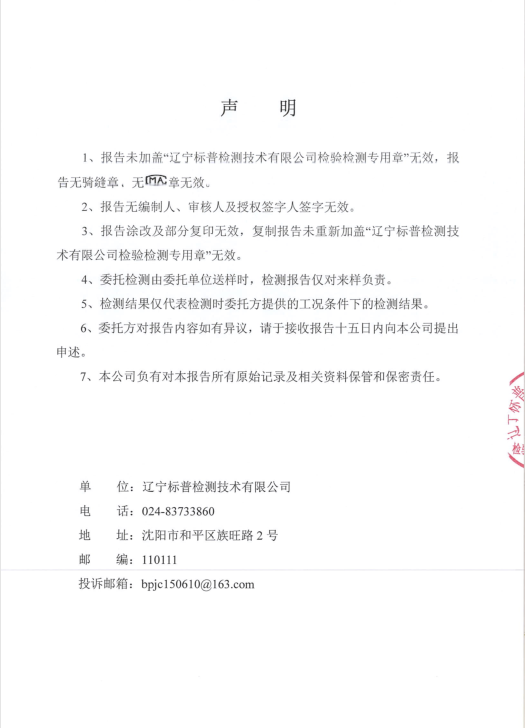 声 明
1、报告未加盖“辽宁标普检测技术有限公司检验检测专用章”无效，报
告无骑缝章，无MA章无效。
2、报告无编制人、审核人及授权签字人签字无效。
3、报告涂改及部分复印无效，复制报告未重新加盖“辽宁标普检测技
术有限公司检验检测专用章”无效。
4、委托检测由委托单位送样时，检测报告仅对来样负责。
5、检测结果仅代表检测时委托方提供的工况条件下的检测结果。
6、委托方对报告内容如有异议，请于接收报告十五日内向本公司提出
申述。
7、本公司负有对本报告所有原始记录及相关资料保管和保密责任。
单 位：辽宁标普检测技术有限公司
电 话：024-83733860
地 址：沈阳市和平区族旺路 2 号
邮 编：110111
投诉邮箱：bpjc150610@163.com